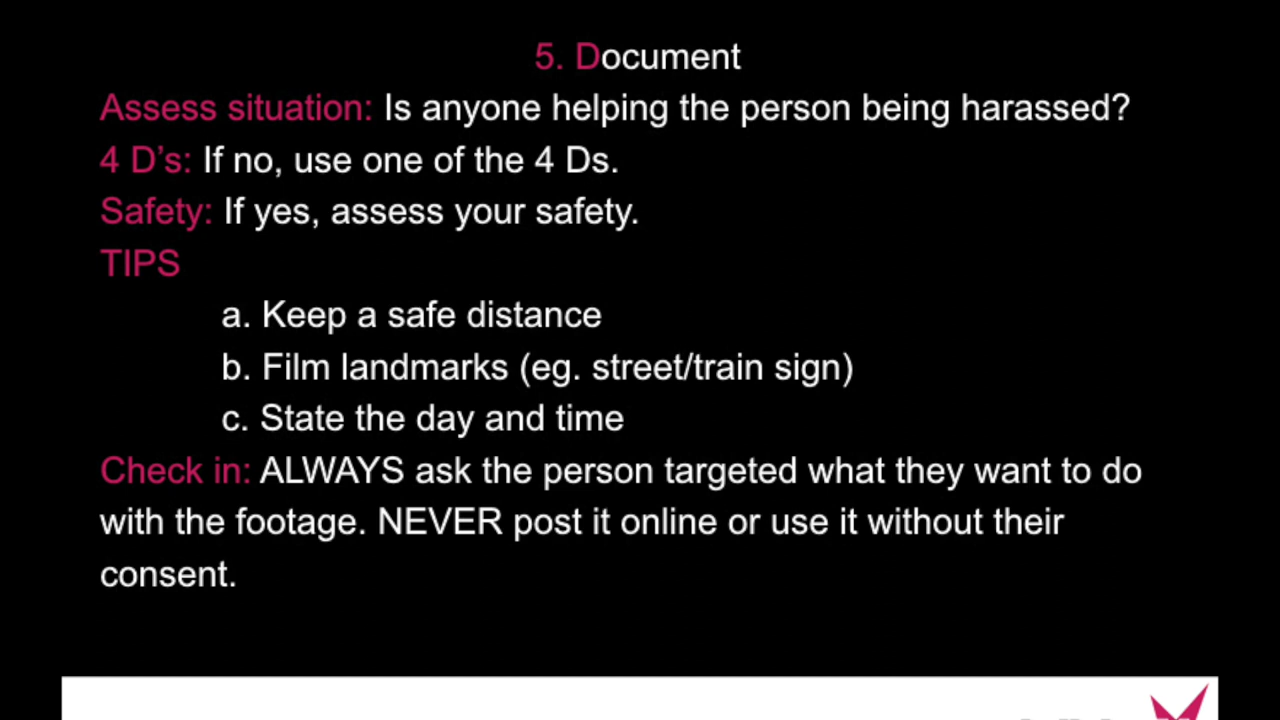 5. Document
Assess situation: Is anyone helping the person being harassed?
4 D’s: If no, use one of the 4 Ds.
Safety: If yes, assess your safety.
TIPS
a. Keep a safe distance
b. Film landmarks (eg. street/train sign)
c. State the day and time
Check in: ALWAYS ask the person targeted what they want to do
with the footage. NEVER post it online or use it without their
consent.